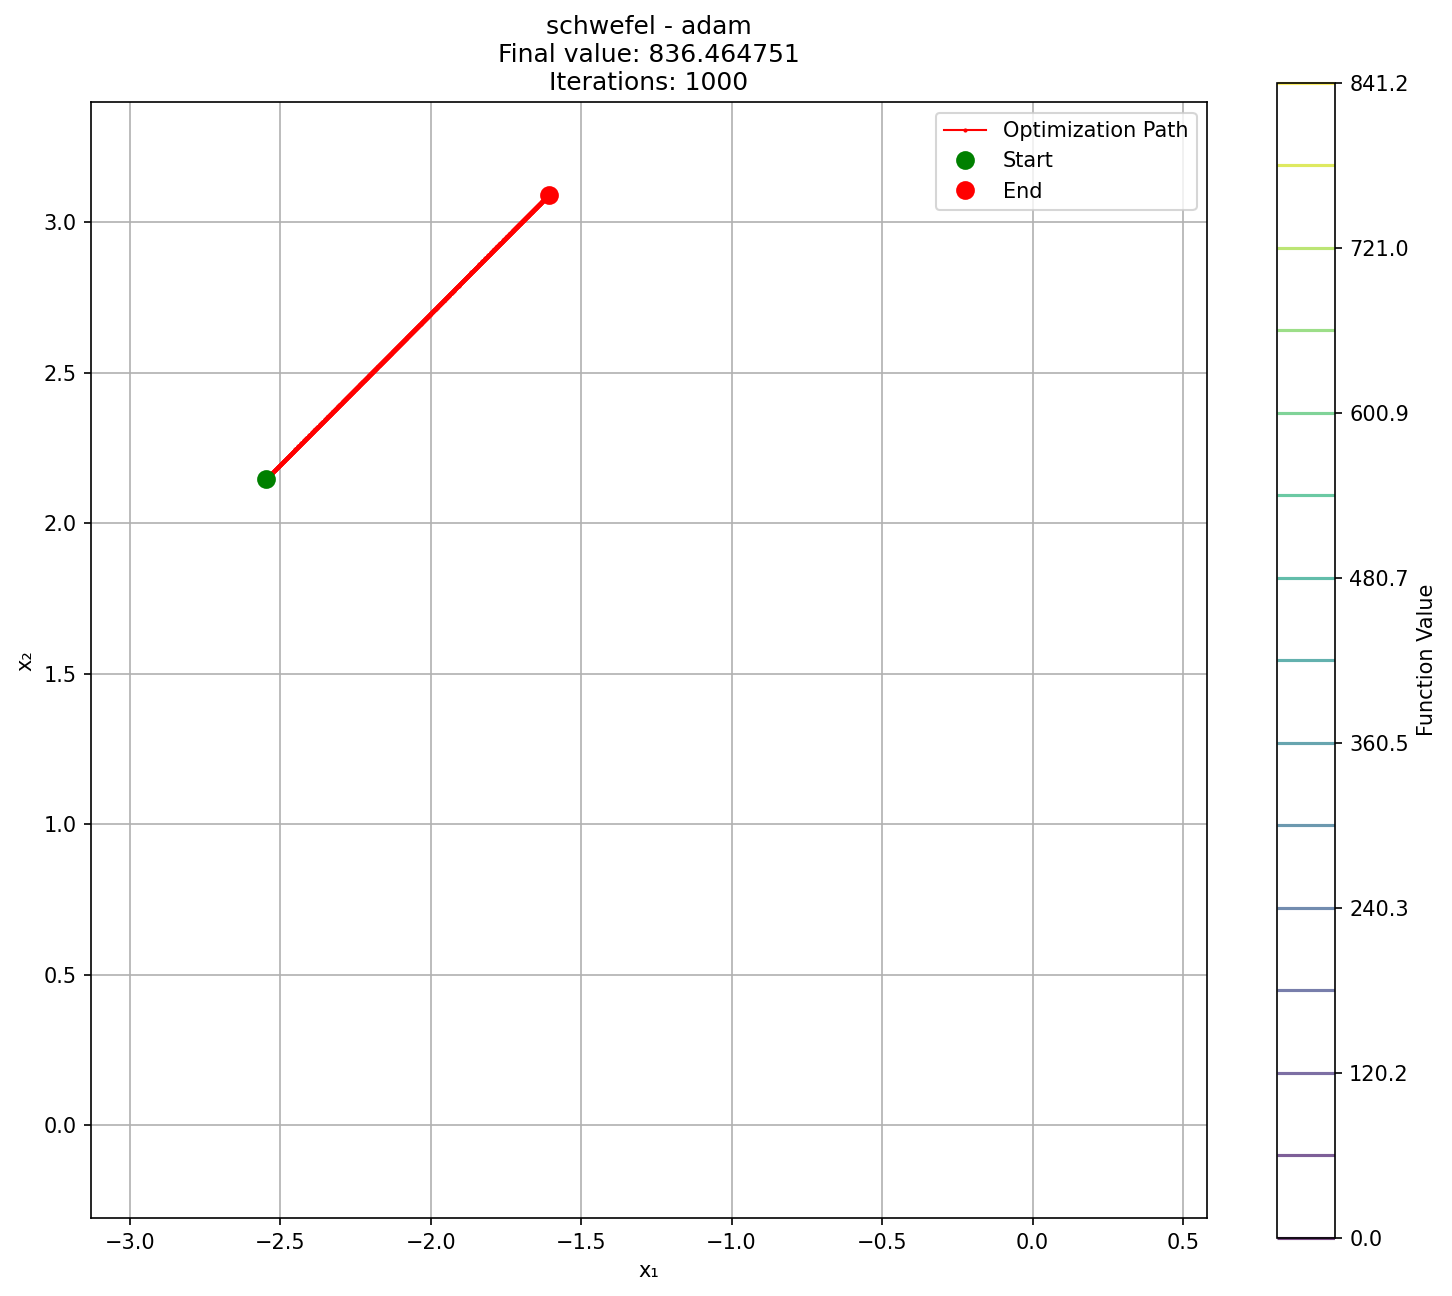 schwefel - adam
Final value: 836.464751
Iterations: 1000
Optimization Path
Start
End
3.0
2.5
2.0
1.5
1.0
0.5
0.0
x₂
−3.0
−2.5
−2.0
−1.5
−1.0
−0.5
0.0
0.5
x₁
841.2
721.0
600.9
480.7
360.5
240.3
120.2
0.0
Function Value